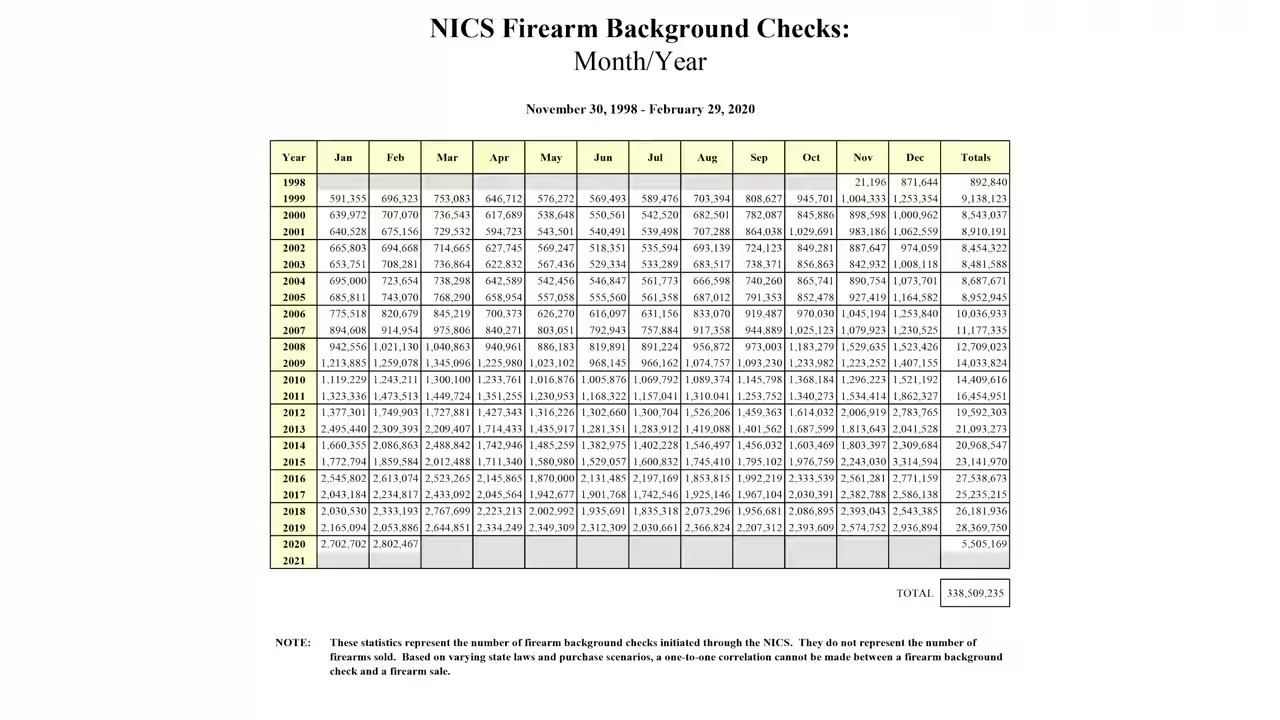 NICS Firearm Background Checks:
Month/Year
November 30, 1998 - February 29, 2020
Year Jan Feb Mar Apr May Jun Jul Aug Sep Oct Nov Dec Totals
1998 21,196 871,644 892,840
1999 591,355 696,323 753,083 646,712 576,272 569,493 589,476 703,394 808,627 945,701 1,004,333 1,253,354 9,138,123
2000 639,972 707,070 736,543 617,689 538,648 550,561 542,520 682,501 782,087 845,886 898,598 1,000,962 8,543,037
2001 640,528 675,156 729,532 594,723 543,501 540,491 539,498 707,288 864,038 1,029,691 983,186 1,062,559 8,910,191
2002 665,803 694,668 714,665 627,745 569,247 518,351 535,594 693,139 724,123 849,281 887,647 974,059 8,454,322
2003 653,751 708,281 736,864 622,832 567,436 529,334 533,289 683,517 738,371 856,863 842,932 1,008,118 8,481,588
2004 695,000 723,654 738,298 642,589 542,456 546,847 561,773 666,598 740,260 865,741 890,754 1,073,701 8,687,671
2005 685,811 743,070 768,290 658,954 557,058 555,560 561,358 687,012 791,353 852,478 927,419 1,164,582 8,952,945
2006 775,518 820,679 845,219 700,373 626,270 616,097 631,156 833,070 919,487 970,030 1,045,194 1,253,840 10,036,933
2007 894,608 914,954 975,806 840,271 803,051 792,943 757,884 917,358 944,889 1,025,123 1,079,923 1,230,525 11,177,335
2008 942,556 1,021,130 1,040,863 940,961 886,183 819,891 891,224 956,872 973,003 1,183,279 1,529,635 1,523,426 12,709,023
2009 1,213,885 1,259,078 1,345,096 1,225,980 1,023,102 968,145 966,162 1,074,757 1,093,230 1,233,982 1,223,252 1,407,155 14,033,824
2010 1,119,229 1,243,211 1,300,100 1,233,761 1,016,876 1,005,876 1,069,792 1,089,374 1,145,798 1,368,184 1,296,223 1,521,192 14,409,616
2011 1,323,336 1,473,513 1,449,724 1,351,255 1,230,953 1,168,322 1,157,041 1,310,041 1,253,752 1,340,273 1,534,414 1,862,327 16,454,951
2012 1,377,301 1,749,903 1,727,881 1,427,343 1,316,226 1,302,660 1,300,704 1,526,206 1,459,363 1,614,032 2,006,919 2,783,765 19,592,303
2013 2,495,440 2,309,393 2,209,407 1,714,433 1,435,917 1,281,351 1,283,912 1,419,088 1,401,562 1,687,599 1,813,643 2,041,528 21,093,273
2014 1,660,355 2,086,863 2,488,842 1,742,946 1,485,259 1,382,975 1,402,228 1,546,497 1,456,032 1,603,469 1,803,397 2,309,684 20,968,547
2015 1,772,794 1,859,584 2,012,488 1,711,340 1,580,980 1,529,057 1,600,832 1,745,410 1,795,102 1,976,759 2,243,030 3,314,594 23,141,970
2016 2,545,802 2,613,074 2,523,265 2,145,865 1,870,000 2,131,485 2,197,169 1,853,815 1,992,219 2,333,539 2,561,281 2,771,159 27,538,673
2017 2,043,184 2,234,817 2,433,092 2,045,564 1,942,677 1,901,768 1,742,546 1,925,146 1,967,104 2,030,391 2,382,788 2,586,138 25,235,215
2018 2,030,530 2,333,193 2,767,699 2,223,213 2,002,992 1,935,691 1,835,318 2,073,296 1,956,681 2,086,895 2,393,043 2,543,385 26,181,936
2019 2,165,094 2,053,886 2,644,851 2,334,249 2,349,309 2,312,309 2,030,661 2,366,824 2,207,312 2,393,609 2,574,752 2,936,894 28,369,750
2020 2,702,702 2,802,467 5,505,169
2021
TOTAL 338,509,235
NOTE: These statistics represent the number of firearm background checks initiated through the NICS. They do not represent the number of
firearms sold. Based on varying state laws and purchase scenarios, a one-to-one correlation cannot be made between a firearm background
check and a firearm sale.